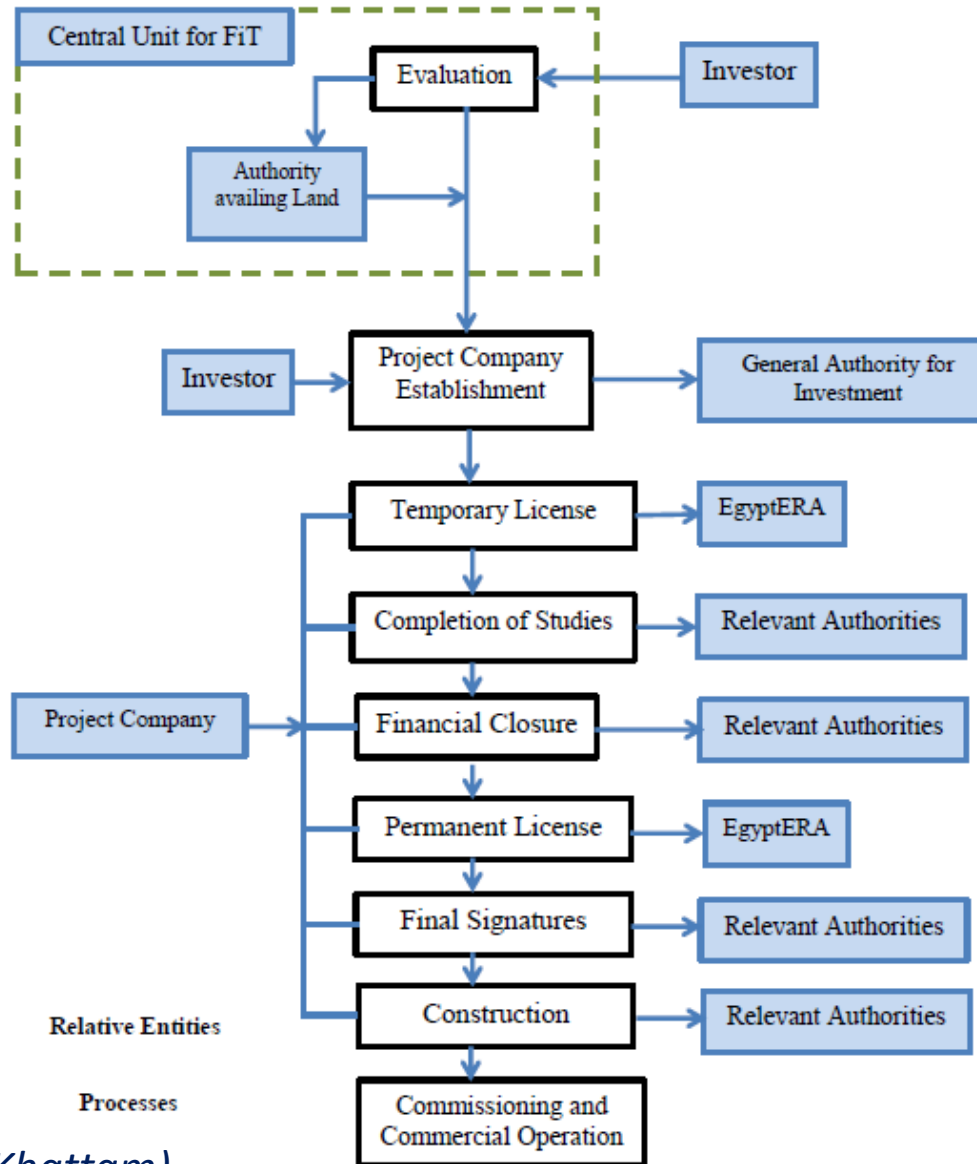 Central Unit for FiT
Evaluation
Investor
Authority
availing Land
Investor
Project Company
Establishment
General Authority for
Investment
Temporary License
EgyptERA
Completion of Studies
Relevant Authorities
Project Company
Financial Closure
Relevant Authorities
Permanent License
EgyptERA
Final Signatures
Relevant Authorities
Construction
Relevant Authorities
Relative Entities
Processes
Commissioning and
Commercial Operation
Khattam)